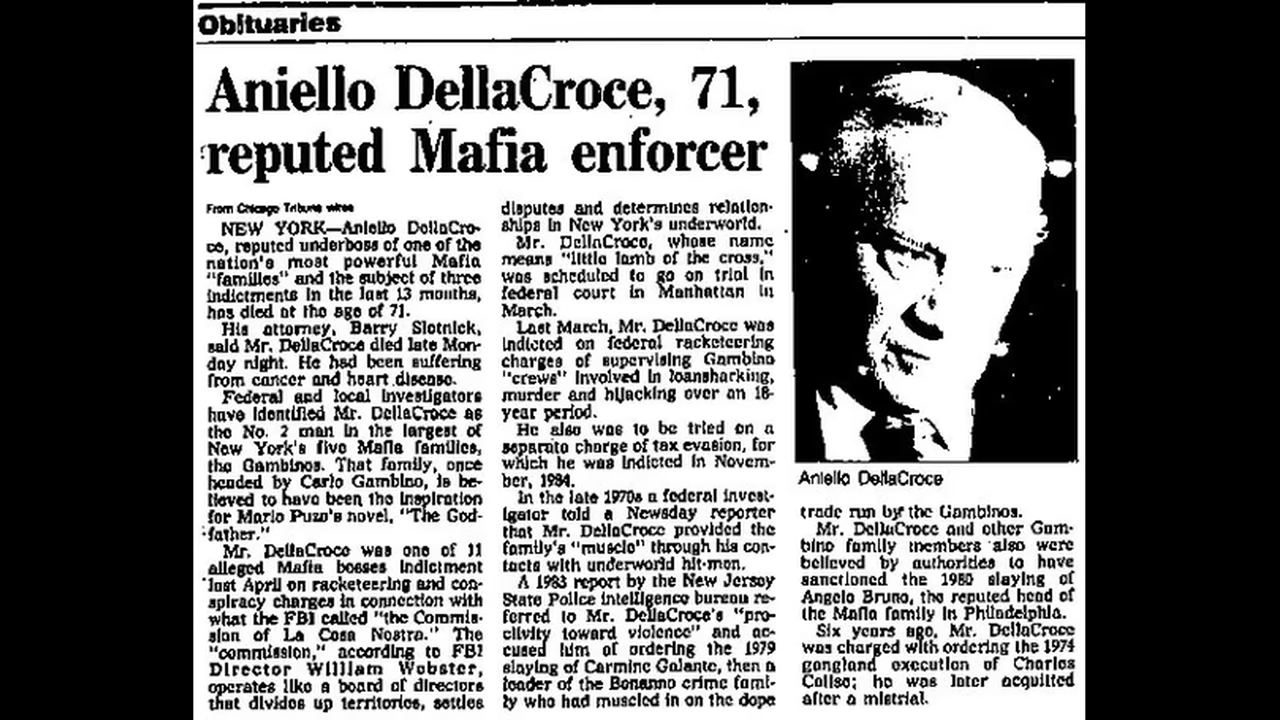 Obituaries
Aniello DellaCroce, 71,
reputed Mafia enforcer
From Chicago Tribune wires
NEW YORK—Aniello DellaCro-
ce, reputed underboss of one of the
nation's most powerful Mafia
"families" and the subject of three
indictments in the last 13 months,
has died at the age of 71.
His attorney, Barry Slotnick,
said Mr. DellaCroce died late Mon-
day night. He had been suffering
from cancer and heart disease.
Federal and local investigators
have identified Mr. DellaCroce as
the No. 2 man in the largest of
New York's five Mafia families,
the Gambinos. That family, once
headed by Carlo Gambino, is be-
lieved to have been the inspiration
for Mario Puzo's novel, "The God-
father."
Mr. DellaCroce was one of 11
alleged Mafia bosses indictment
last April on racketeering and con-
spiracy charges in connection with
what the FBI called "the Commis-
sion of La Cosa Nostra." The
"commission," according to FBI
Director William Webster,
operates like a board of directors
that divides up territories, settles
disputes and determines relation-
ships in New York's underworld.
Mr. DellaCroce, whose name
means "little lamb of the cross,"
was scheduled to go on trial in
federal court in Manhattan in
March.
Last March, Mr. DellaCroce was
indicted on federal racketeering
charges of supervising Gambino
"crews" involved in loansharking,
murder and hijacking over an 18-
year period.
He also was to be tried on a
separate charge of tax evasion, for
which he was indicted in Novem-
ber, 1984.
In the late 1970s a federal invest-
igator told a Newsday reporter
that Mr. DellaCroce provided the
family's "muscle" through his con-
tacts with underworld hit-men.
A 1983 report by the New Jersey
State Police intelligence bureau re-
ferred to Mr. DellaCroce's "pro-
clivity toward violence" and ac-
cused him of ordering the 1979
slaying of Carmine Galante, then a
leader of the Bonanno crime fami-
ly who had muscled in on the dope
Aniello DellaCroce
trade run by the Gambinos.
Mr. DellaCroce and other Gam-
bino family members also were
believed by authorities to have
sanctioned the 1980 slaying of
Angelo Bruno, the reputed head of
the Mafia family in Philadelphia.
Six years ago, Mr. DellaCroce
was charged with ordering the 1974
gangland execution of Charles
Calise; he was later acquitted
after a mistrial.